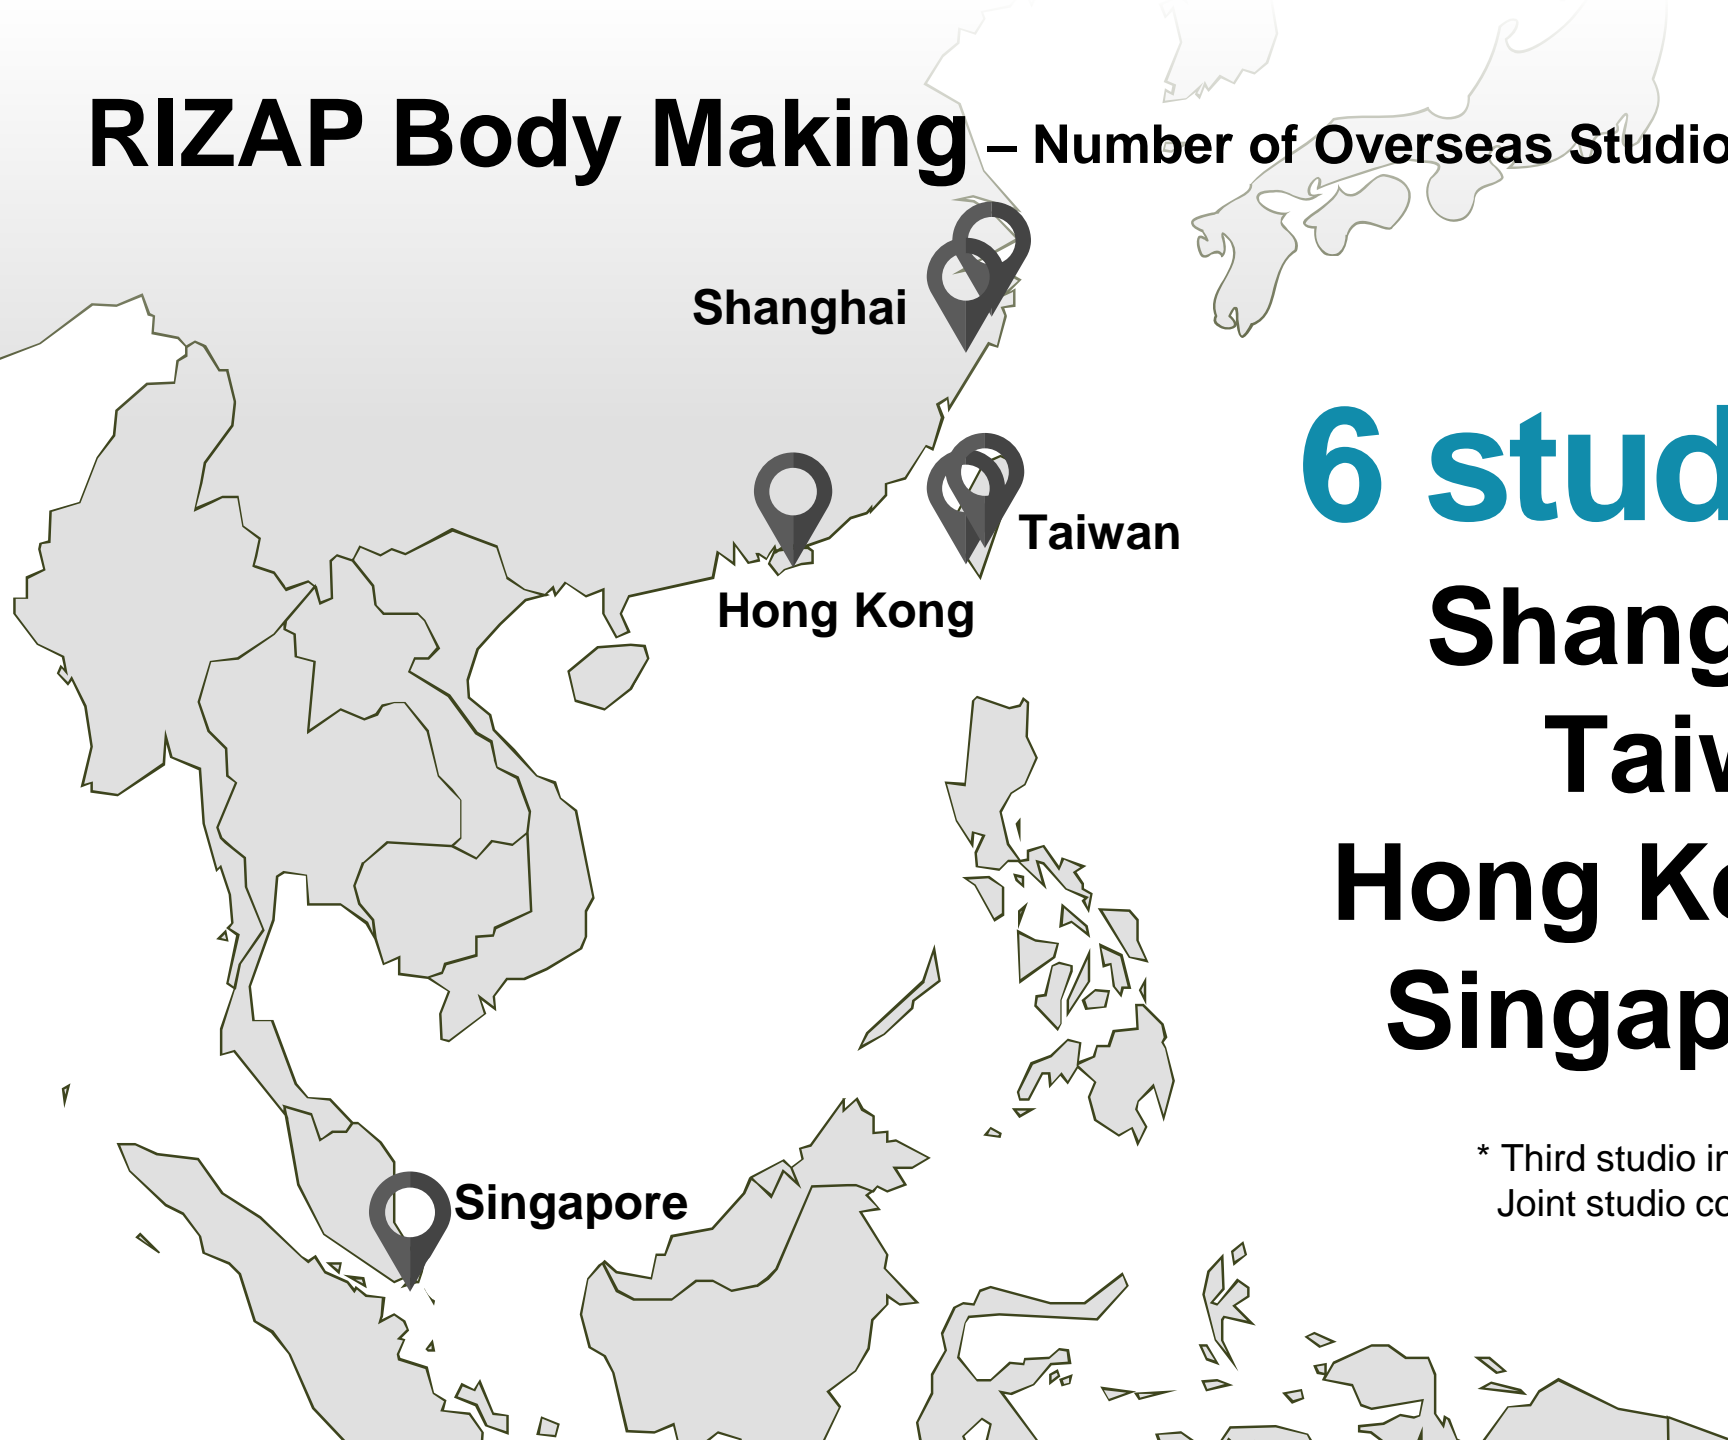 RIZAP Body Making – Number of Overseas Studio
Shanghai
6 stud
Taiwan
Hong Kong
Shang
Taiw
Hong Ko
Singap
* Third studio in
Joint studio co
Singapore